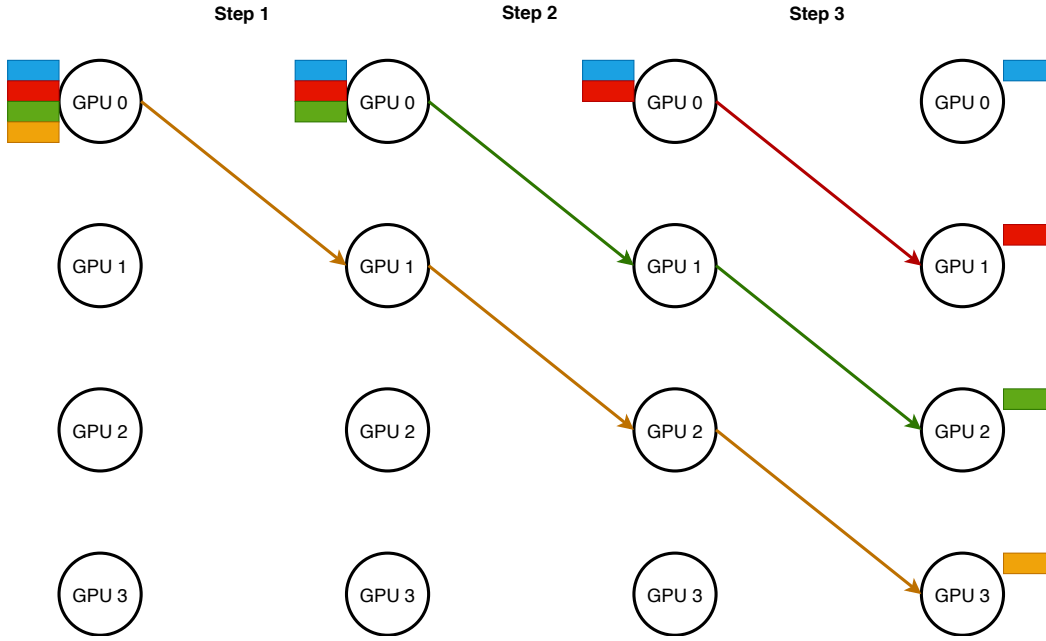 Step 1 Step 2 Step 3
GPU 0 GPU 0 GPU 0 GPU 0
GPU 1 GPU 1 GPU 1 GPU 1
GPU 2 GPU 2 GPU 2 GPU 2
GPU 3 GPU 3 GPU 3 GPU 3